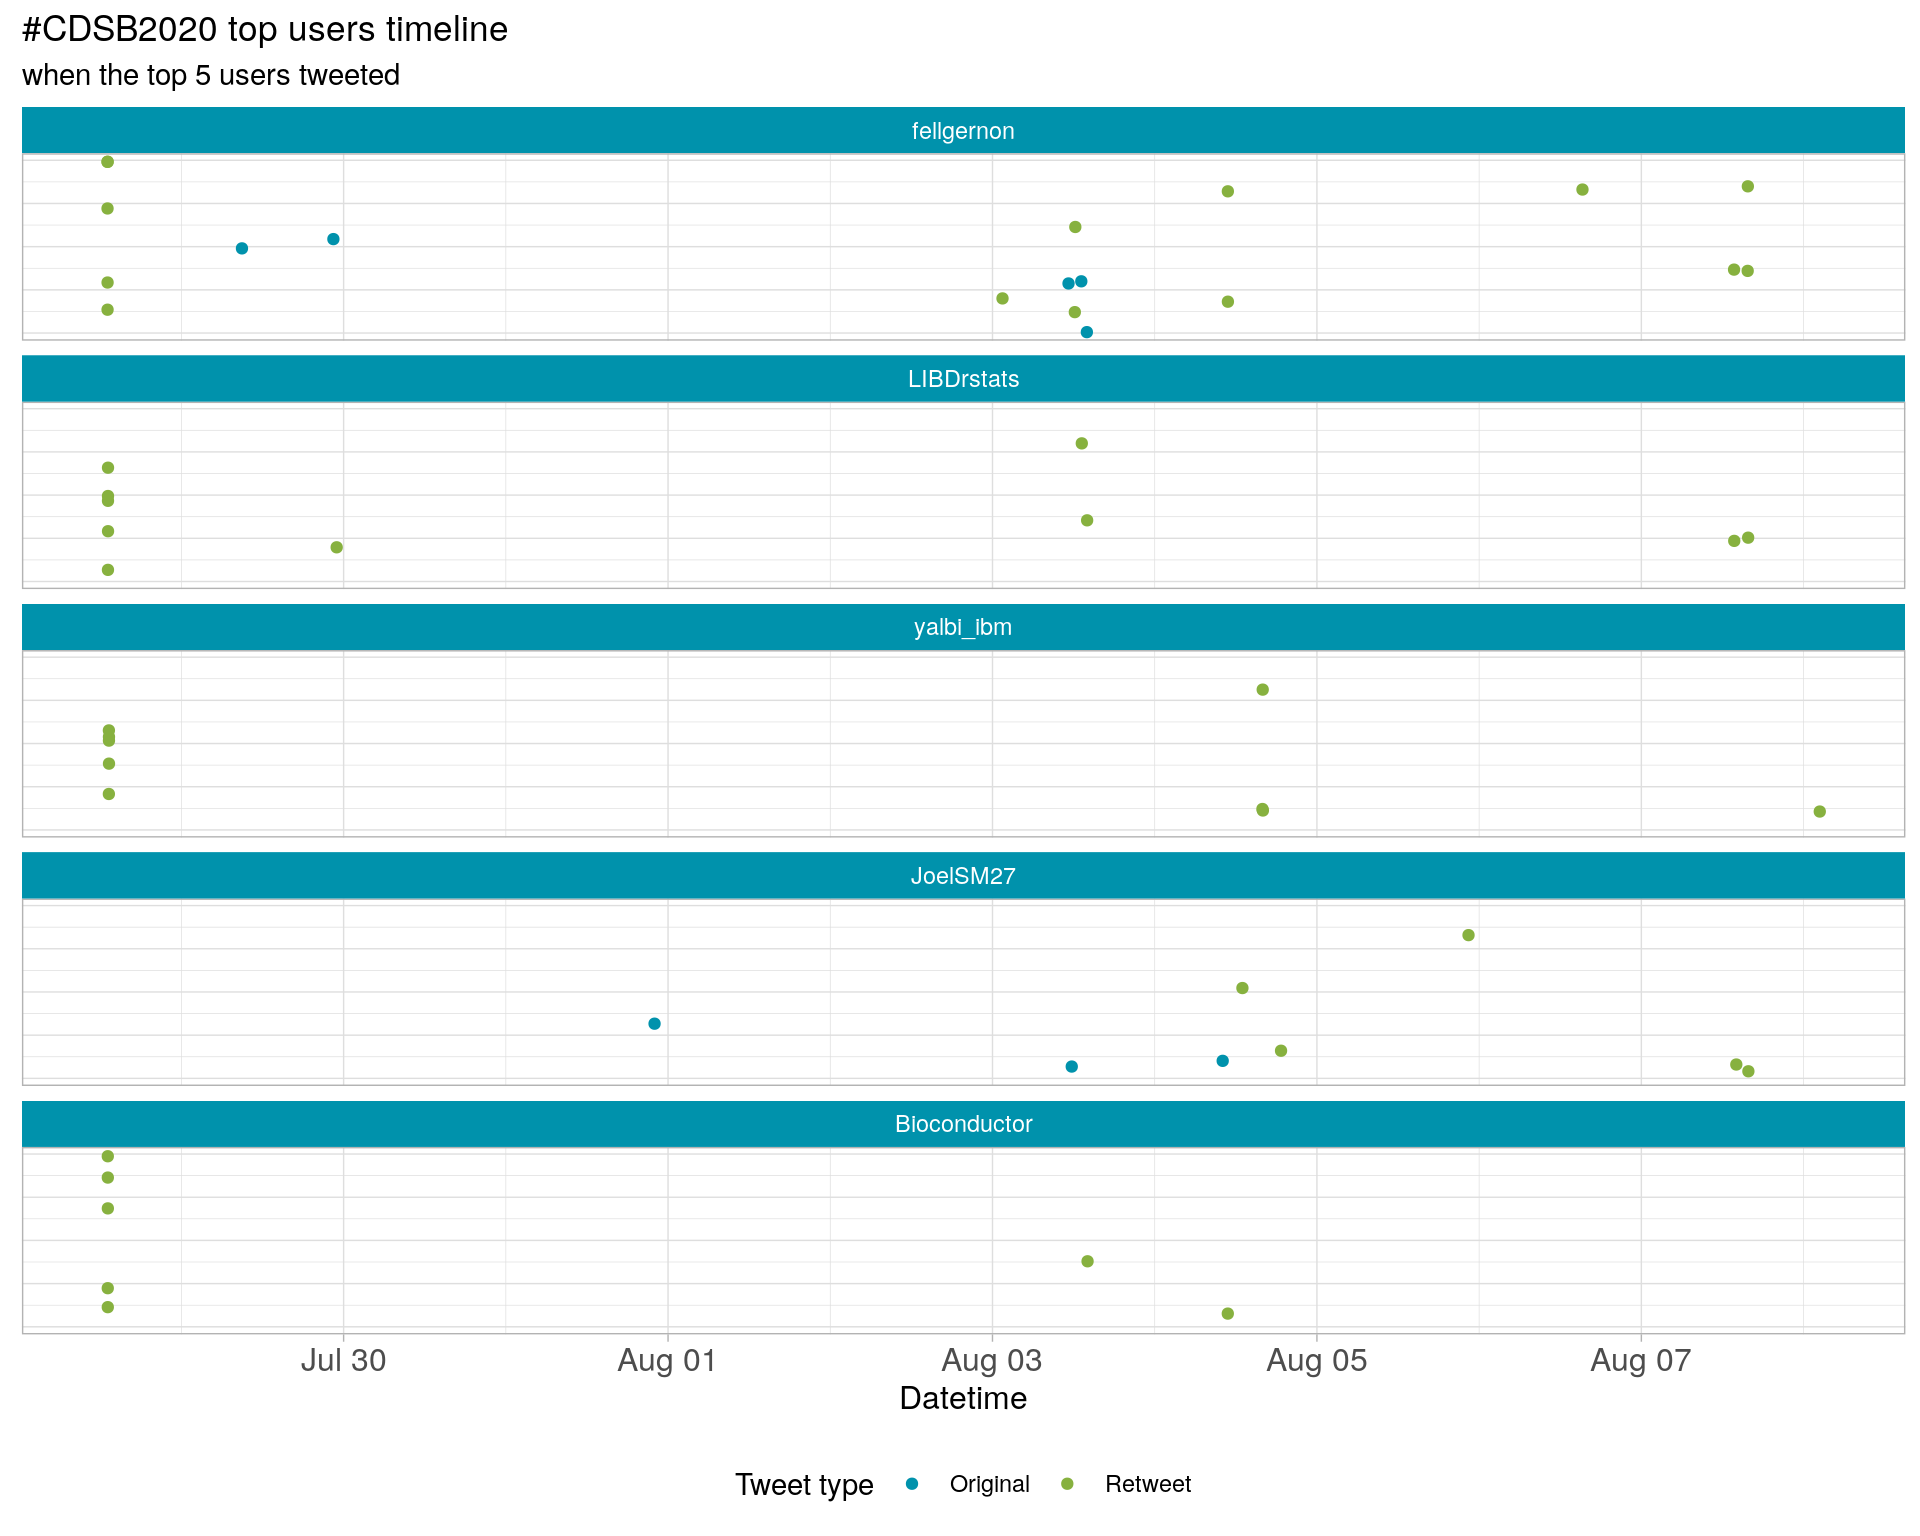 #CDSB2020 top users timeline
when the top 5 users tweeted
fellgernon
LIBDrstats
yalbi_ibm
JoelSM27
Bioconductor
Jul 30 Aug 01 Aug 03 Aug 05 Aug 07
Datetime
Tweet type Original Retweet